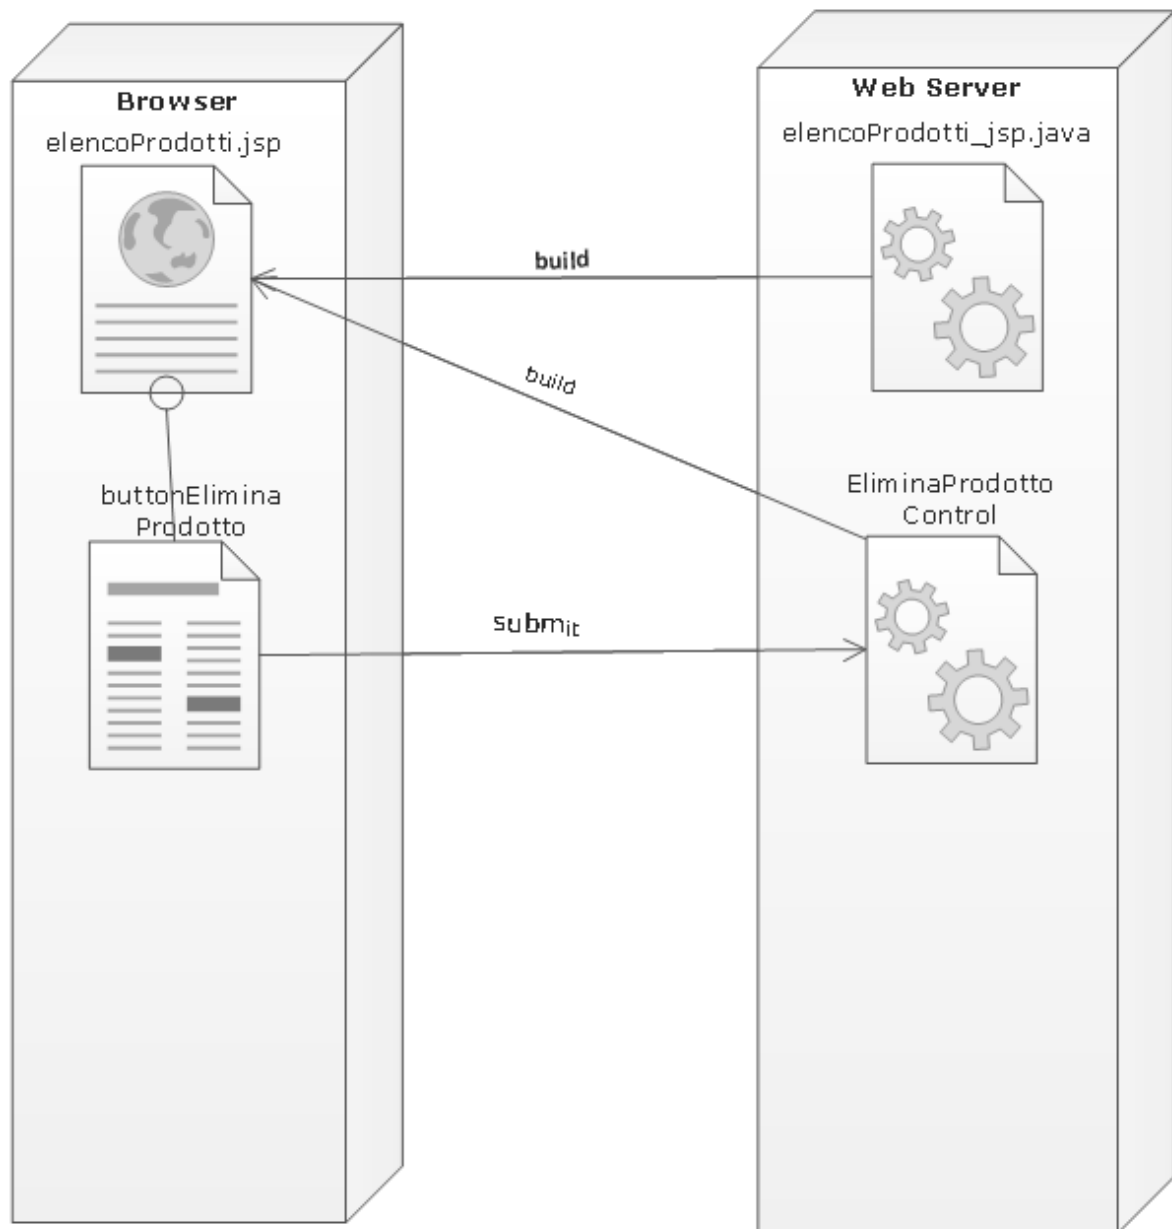 Browser
elencoProdotti.jsp
Web Server
elencoProdotti_jsp.java
build
build
buttonElimina
Prodotto
EliminaProdotto
Control
submit